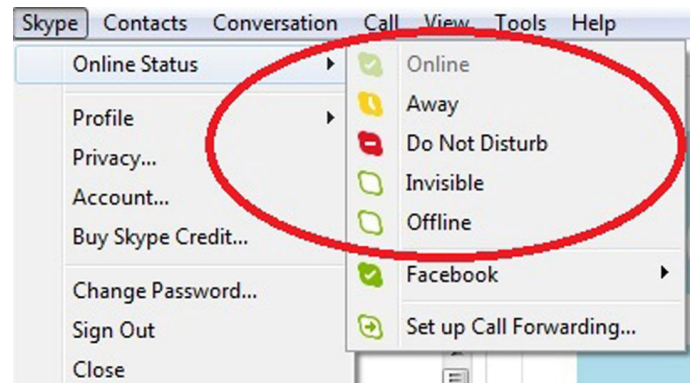 Skype Contacts Conversation Call View Tools Help
Online Status
Profile
Privacy...
Account...
Buy Skype Credit...
Change Password...
Sign Out
Close
Online
Away
Do Not Disturb
Invisible
Offline
Facebook
Set up Call Forwarding...